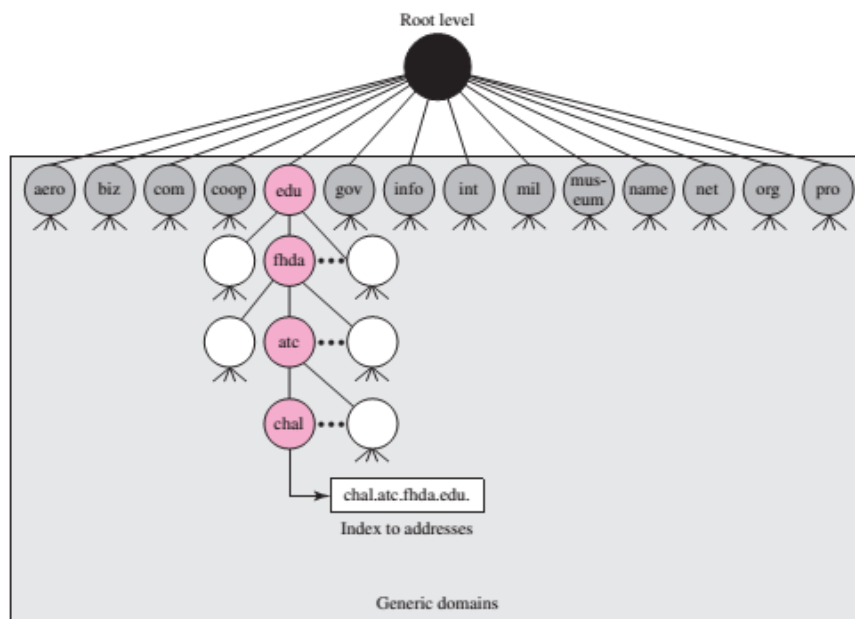 Root level
aero biz com coop edu gov info int mil mus-
eum name net org pro
fhda
atc
chal
chal.atc.fhda.edu.
Index to addresses
Generic domains